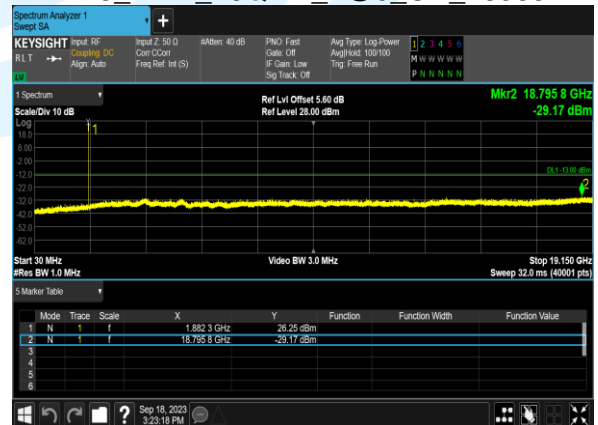 Spectrum Analyzer 1
Swept SA
+
KEYSIGHT Input: RF Input Z: 50 Ω #Atten: 40 dB PNO: Fast Avg Type: Log-Power 1 2 3 4 5 6
RLT Coupling: DC Corr CCorr Gate: Off Avg|Hold: 100/100 M W W W W W
Align: Auto Freq Ref: Int (S) IF Gain: Low Trig: Free Run
Sig Track: Off P N N N N N
1 Spectrum Ref Lvl Offset 5.60 dB Mkr2 18.795 8 GHz
Scale/Div 10 dB Ref Level 28.00 dBm -29.17 dBm
Log
18.0
8.00
-2.00
-12.0
-22.0
-32.0
-42.0
-52.0
-62.0
1
DL1 -13.00 dBm
2
Start 30 MHz Video BW 3.0 MHz Stop 19.150 GHz
#Res BW 1.0 MHz Sweep 32.0 ms (40001 pts)
5 Marker Table
Mode Trace Scale X Y Function Function Width Function Value
1 N 1 f 1.882 3 GHz 26.25 dBm
2 N 1 f 18.795 8 GHz -29.17 dBm
3
4
5
6
? Sep 18, 2023
3:23:18 PM